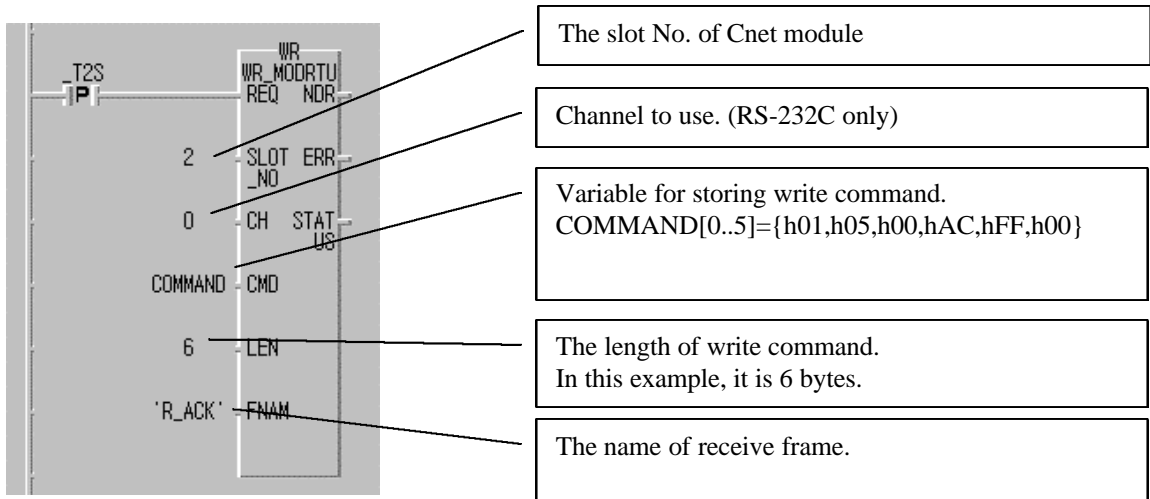 The slot No. of Cnet module
WR
_T2S
WR_MODRTU
P
REQ NDR
Channel to use. (RS-232C only)
2
SLOT ERR
_NO
0
CH STAT
US
Variable for storing write command.
COMMAND[0..5]={h01,h05,h00,hAC,hFF,h00}
COMMAND
CMD
6
LEN
The length of write command.
In this example, it is 6 bytes.
'R_ACK'
FNAM
The name of receive frame.